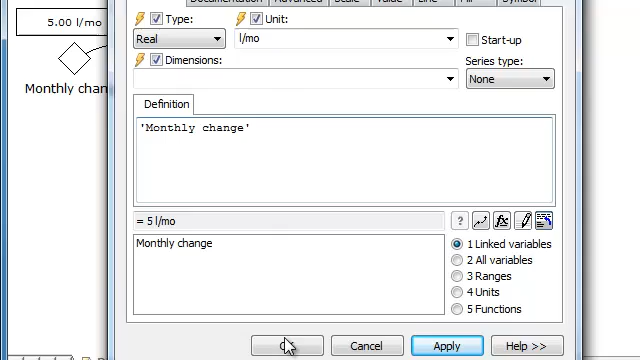 Type:
Unit:
5.00 l/mo
Real
l/mo
Start-up
Dimensions:
Series type:
None
Monthly chan
Definition
'Monthly change'
= 5 l/mo
?
fx
Monthly change
1 Linked variables
2 All variables
3 Ranges
4 Units
5 Functions
Cancel
Apply
Help >>